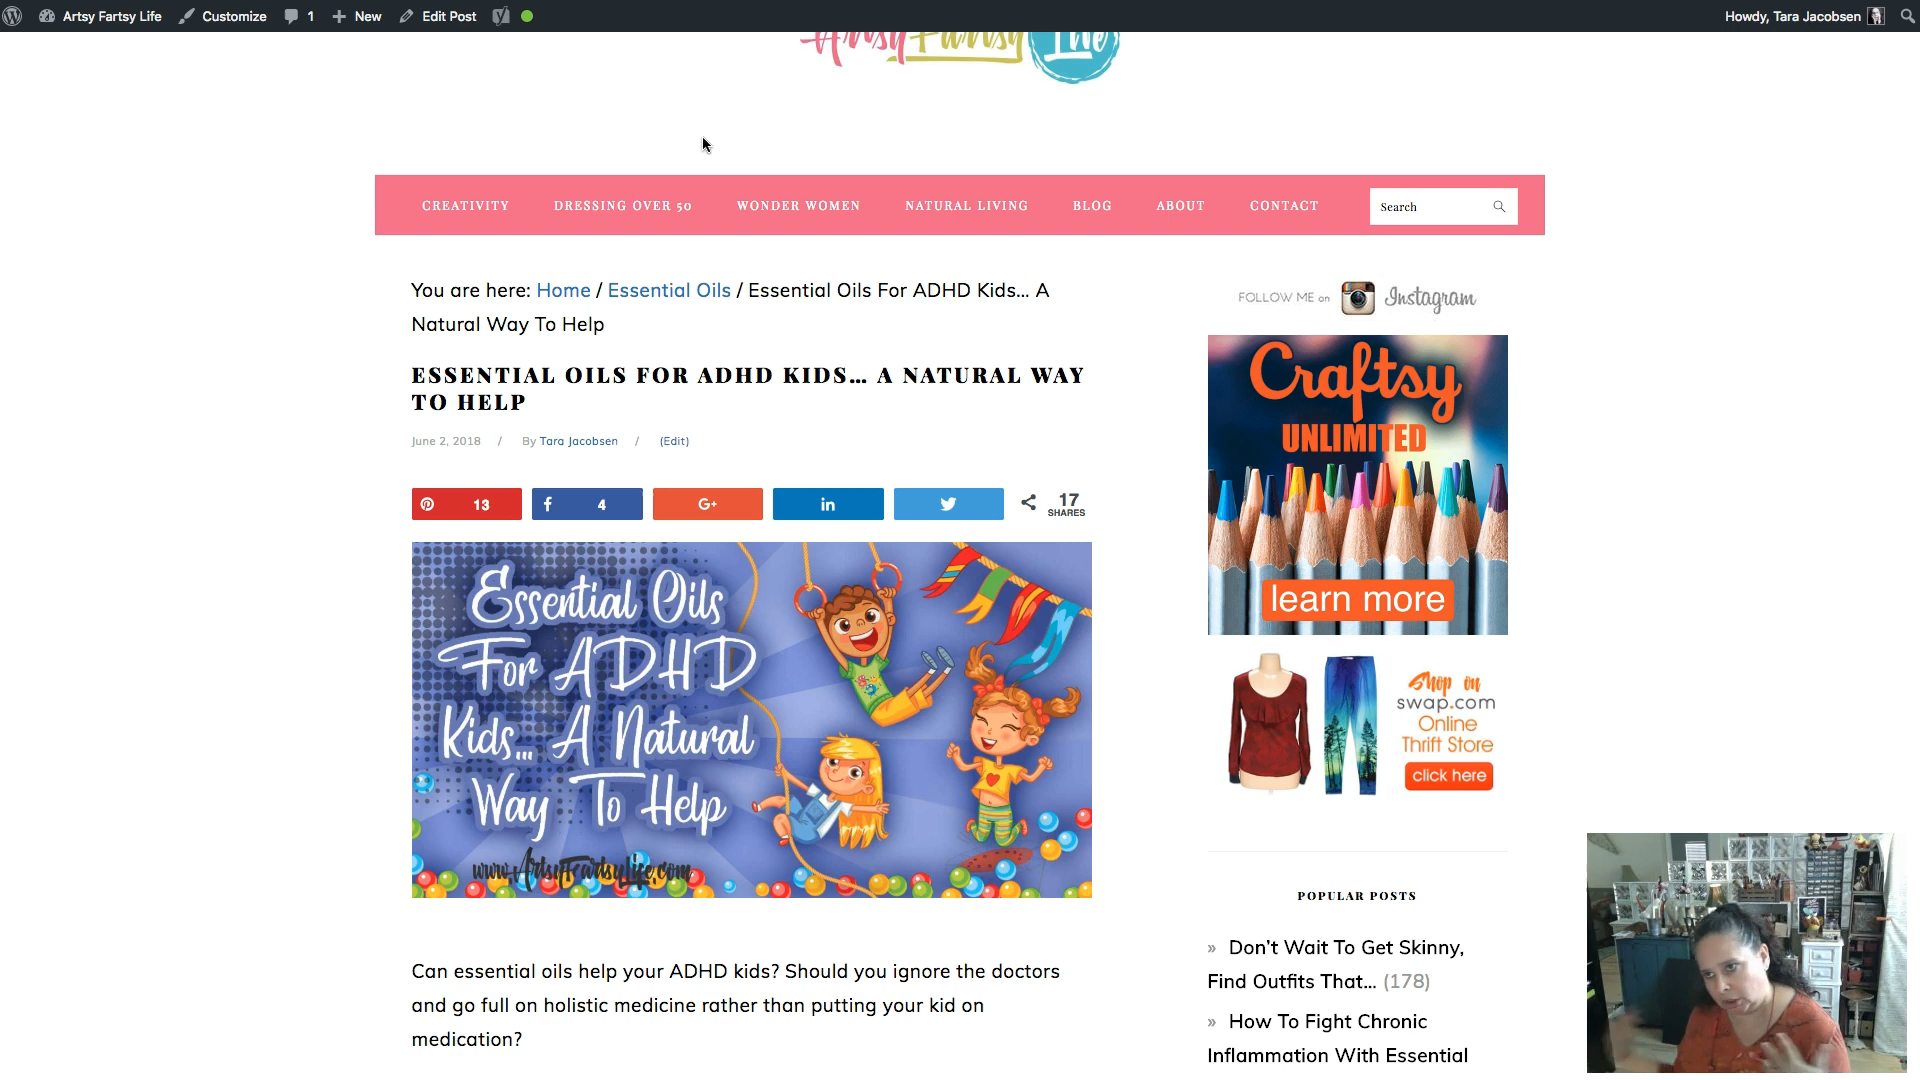 Artsy Fartsy Life Customize 1 New Edit Post Howdy, Tara Jacobsen
Artsy Fartsy Life
CREATIVITY DRESSING OVER 50 WONDER WOMEN NATURAL LIVING BLOG ABOUT CONTACT Search
You are here: Home / Essential Oils / Essential Oils For ADHD Kids... A
Natural Way To Help
ESSENTIAL OILS FOR ADHD KIDS... A NATURAL WAY
TO HELP
June 2, 2018 / By Tara Jacobsen / (Edit)
13 4 G+ in 17
SHARES
Essential Oils
For ADHD
Kids... A Natural
Way To Help
www.ArtsyFartsyLife.com
Can essential oils help your ADHD kids? Should you ignore the doctors
and go full on holistic medicine rather than putting your kid on
medication?
FOLLOW ME on Instagram
Craftsy
UNLIMITED
learn more
Shop on
swap.com
Online
Thrift Store
click here
POPULAR POSTS
» Don't Wait To Get Skinny,
Find Outfits That... (178)
» How To Fight Chronic
Inflammation With Essential